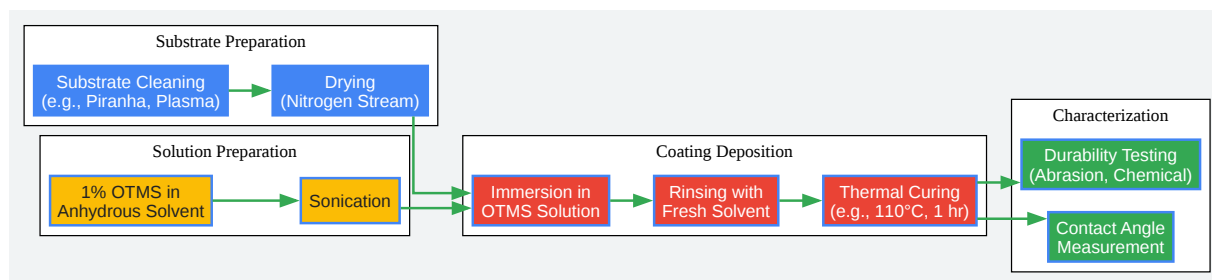 Substrate Preparation
Substrate Cleaning
(e.g., Piranha, Plasma)
Drying
(Nitrogen Stream)
Solution Preparation
1% OTMS in
Anhydrous Solvent
Sonication
Coating Deposition
Immersion in
OTMS Solution
Rinsing with
Fresh Solvent
Thermal Curing
(e.g., 110°C, 1 hr)
Characterization
Durability Testing
(Abrasion, Chemical)
Contact Angle
Measurement